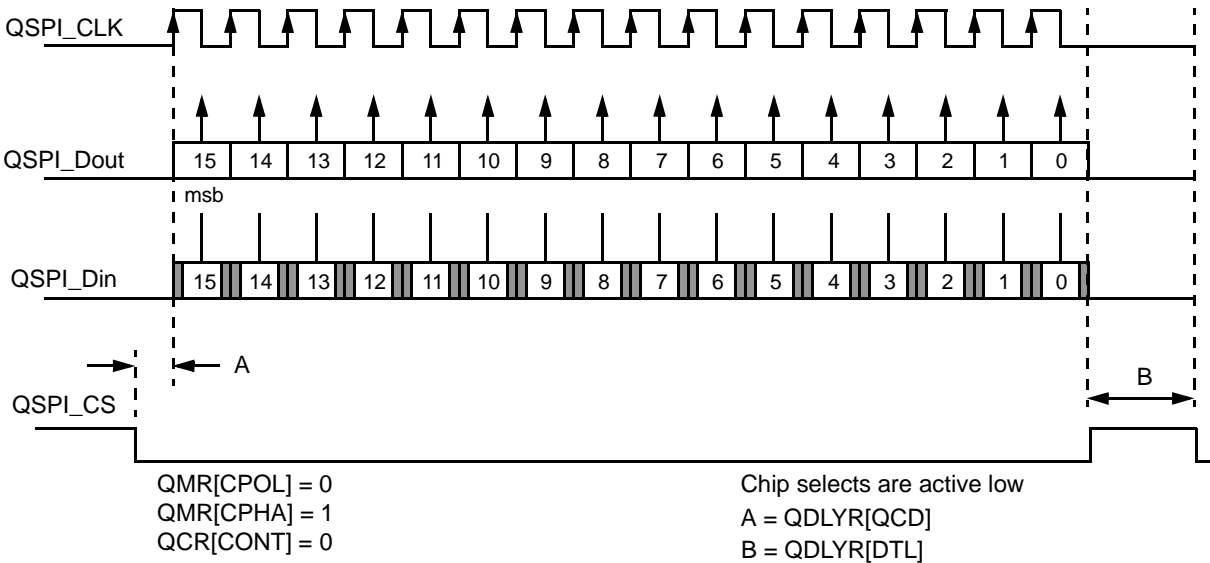 QSPI_CLK
QSPI_Dout
15 14 13 12 11 10 9 8 7 6 5 4 3 2 1 0
msb
QSPI_Din
15 14 13 12 11 10 9 8 7 6 5 4 3 2 1 0
A
B
QSPI_CS
QMR[CPOL] = 0
QMR[CPHA] = 1
QCR[CONT] = 0
Chip selects are active low
A = QDLYR[QCD]
B = QDLYR[DTL]